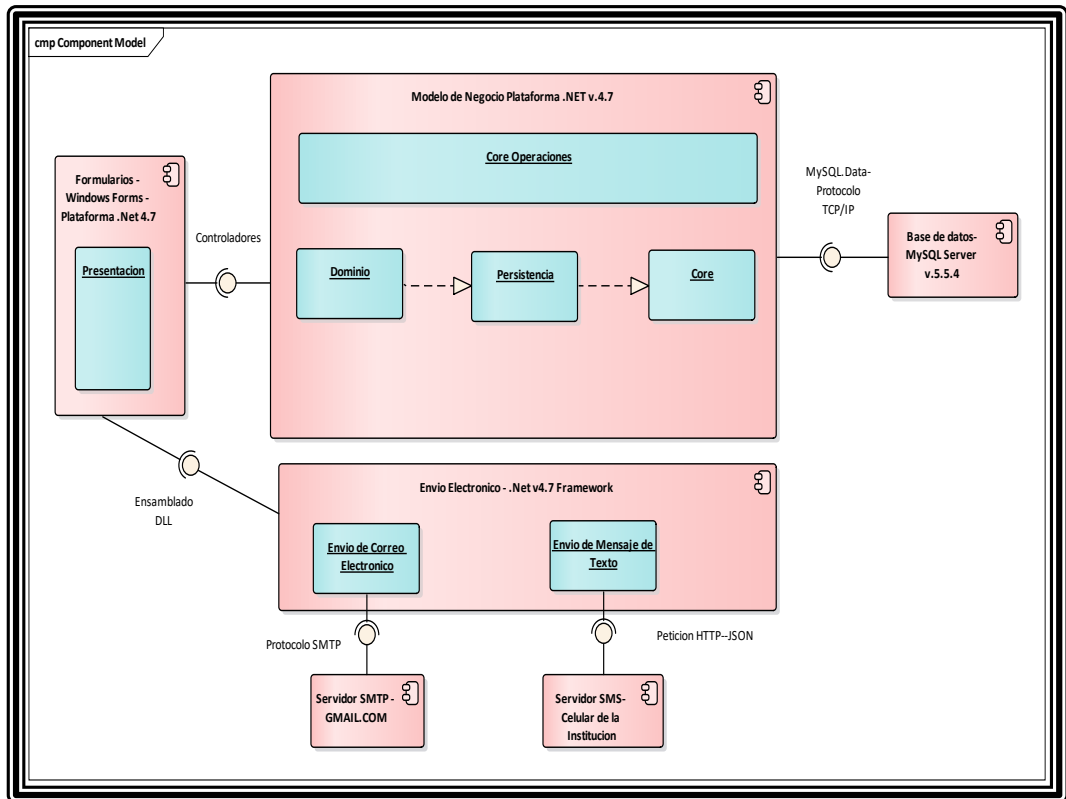 cmp Component Model
Modelo de Negocio Plataforma .NET v.4.7
Core Operaciones
Formularios -
Windows Forms -
Plataforma .Net 4.7
Presentacion
Controladores
Dominio
Persistencia
Core
MySQL.Data-
Protocolo
TCP/IP
Base de datos-
MySQL Server
v.5.5.4
Ensamblado
DLL
Envio Electronico - .Net v4.7 Framework
Envio de Correo
Electronico
Envio de Mensaje de
Texto
Protocolo SMTP
Peticion HTTP--JSON
Servidor SMTP -
GMAIL.COM
Servidor SMS-
Celular de la
Institucion